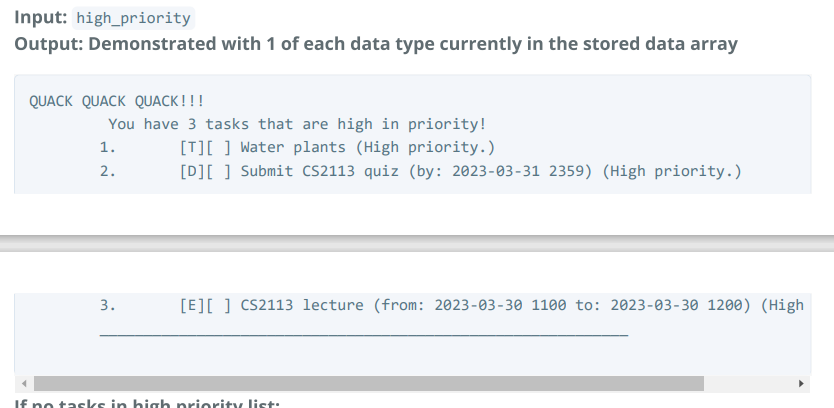 Input: high_priority
Output: Demonstrated with 1 of each data type currently in the stored data array
QUACK QUACK QUACK!!!
You have 3 tasks that are high in priority!
1. [T][ ] Water plants (High priority.)
2. [D][ ] Submit CS2113 quiz (by: 2023-03-31 2359) (High priority.)
3. [E][ ] CS2113 lecture (from: 2023-03-30 1100 to: 2023-03-30 1200) (High
____________________________________________________________
If no tasks in high priority list: